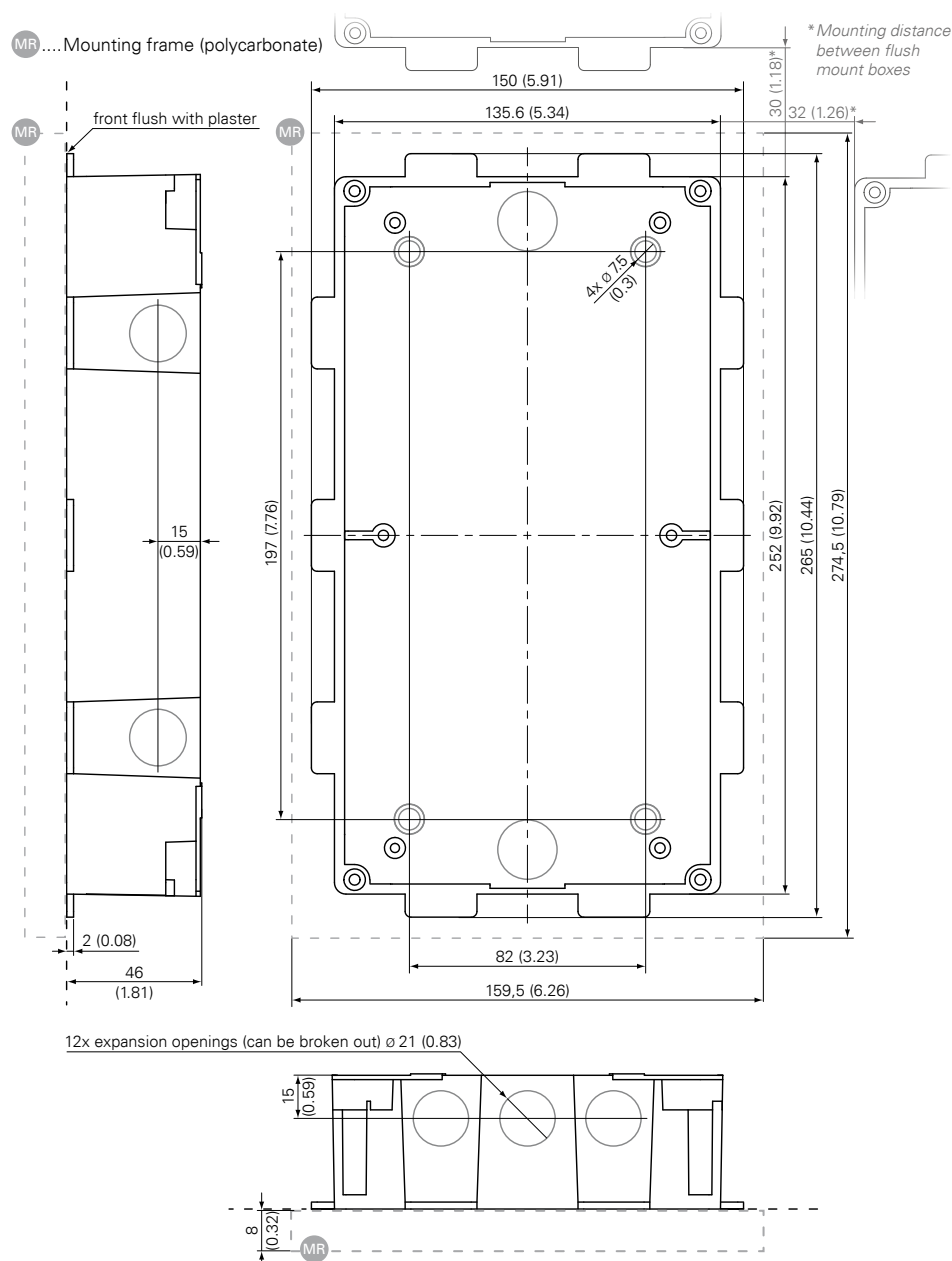 MR ....Mounting frame (polycarbonate)
* Mounting distance
between flush
mount boxes
150 (5.91)
30 (1.18)*
135.6 (5.34)
32 (1.26)*
front flush with plaster
MR
MR
4x ø 7.5
(0.3)
197 (7.76)
15
(0.59)
252 (9.92)
265 (10.44)
274,5 (10.79)
2 (0.08)
46
(1.81)
82 (3.23)
159,5 (6.26)
12x expansion openings (can be broken out) ø 21 (0.83)
15
(0.59)
8
(0.32)
MR